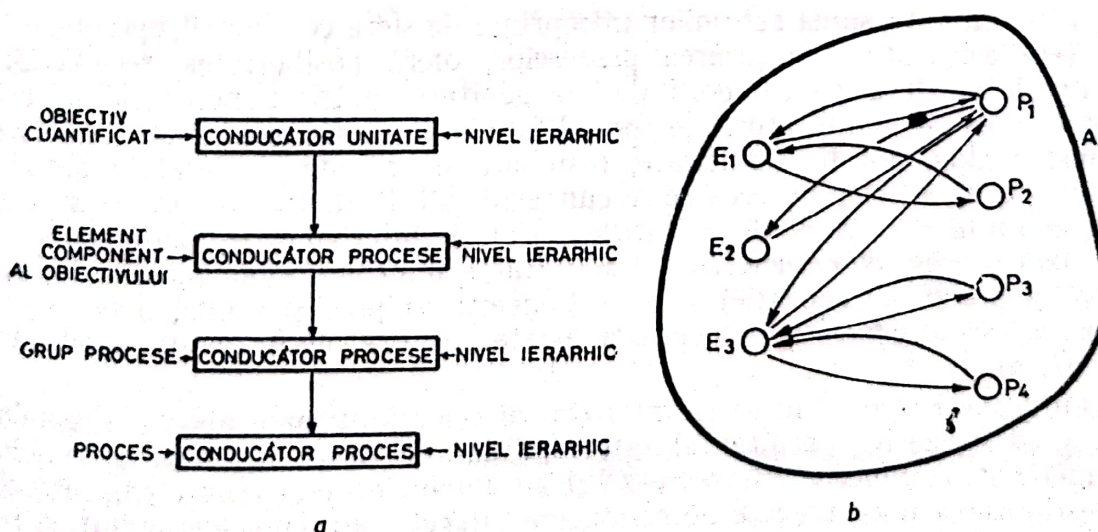 OBIECTIV
CUANTIFICAT
CONDUCĂTOR UNITATE
NIVEL IERARHIC
ELEMENT
COMPONENT
AL OBIECTIVULUI
CONDUCĂTOR PROCESE
NIVEL IERARHIC
GRUP PROCESE
CONDUCĂTOR PROCESE
NIVEL IERARHIC
PROCES
CONDUCĂTOR PROCES
NIVEL IERARHIC
a
P1
A
E1
P2
E2
P3
E3
P4
b